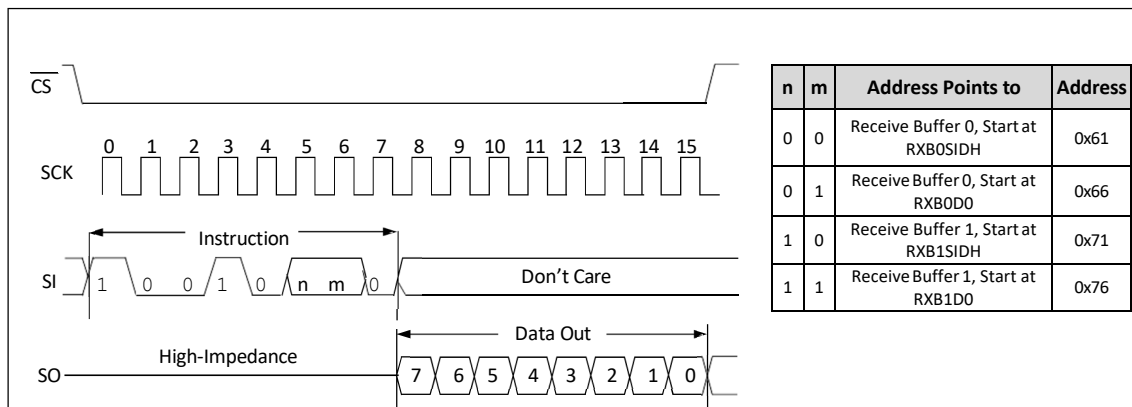 CS
SCK
0 1 2 3 4 5 6 7 8 9 10 11 12 13 14 15
Instruction
SI
1 0 0 1 0 n m 0
Don't Care
Data Out
High-Impedance
SO
7 6 5 4 3 2 1 0
n m Address Points to Address
0 0 Receive Buffer 0, Start at
RXB0SIDH 0x61
0 1 Receive Buffer 0, Start at
RXB0D0 0x66
1 0 Receive Buffer 1, Start at
RXB1SIDH 0x71
1 1 Receive Buffer 1, Start at
RXB1D0 0x76